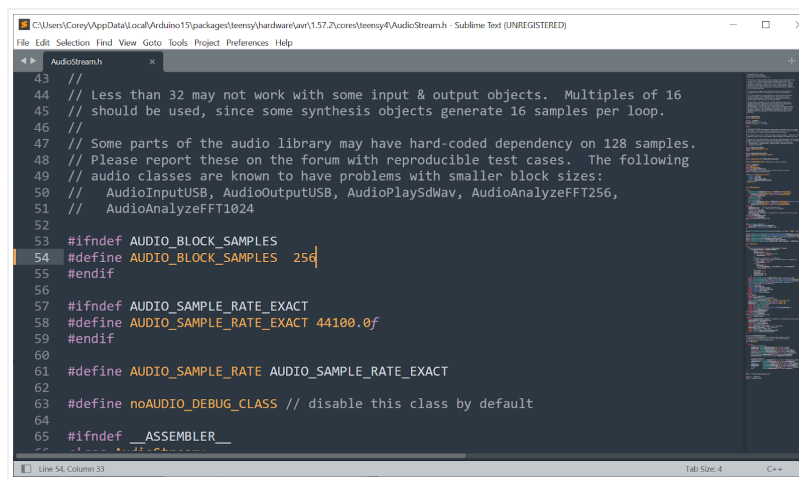 C:\Users\Corey\AppData\Local\Arduino15\packages\teensy\hardware\avr\1.57.2\cores\teensy4\AudioStream.h - Sublime Text (UNREGISTERED)
File Edit Selection Find View Goto Tools Project Preferences Help
AudioStream.h
43 //
44 // Less than 32 may not work with some input & output objects.  Multiples of 16
45 // should be used, since some synthesis objects generate 16 samples per loop.
46 //
47 // Some parts of the audio library may have hard-coded dependency on 128 samples.
48 // Please report these on the forum with reproducible test cases.  The following
49 // audio classes are known to have problems with smaller block sizes:
50 //   AudioInputUSB, AudioOutputUSB, AudioPlaySdWav, AudioAnalyzeFFT256,
51 //   AudioAnalyzeFFT1024
52
53 #ifndef AUDIO_BLOCK_SAMPLES
54 #define AUDIO_BLOCK_SAMPLES  256
55 #endif
56
57 #ifndef AUDIO_SAMPLE_RATE_EXACT
58 #define AUDIO_SAMPLE_RATE_EXACT 44100.0f
59 #endif
60
61 #define AUDIO_SAMPLE_RATE AUDIO_SAMPLE_RATE_EXACT
62
63 #define noAUDIO_DEBUG_CLASS // disable this class by default
64
65 #ifndef __ASSEMBLER__
Line 54, Column 33
Tab Size: 4
C++